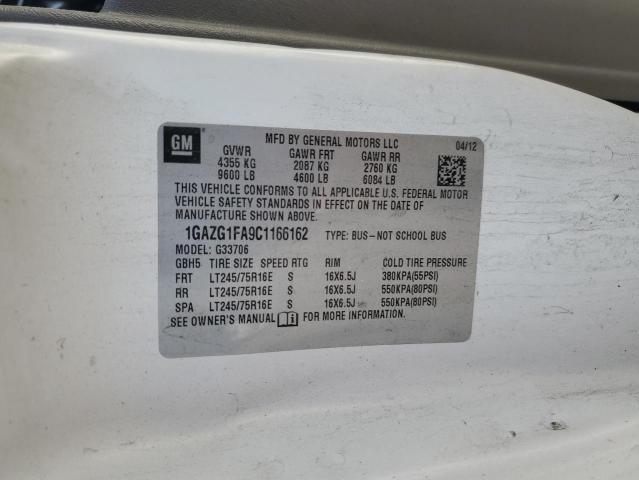 GM
MFD BY GENERAL MOTORS LLC 04/12
GVWR GAWR FRT GAWR RR
4355 KG 2087 KG 2760 KG
9600 LB 4600 LB 6084 LB
THIS VEHICLE CONFORMS TO ALL APPLICABLE U.S. FEDERAL MOTOR
VEHICLE SAFETY STANDARDS IN EFFECT ON THE DATE OF MANUFACTURE
SHOWN ABOVE.
1GAZG1FA9C1166162 TYPE: BUS–NOT SCHOOL BUS
MODEL: G33706
GBH5 TIRE SIZE SPEED RTG RIM COLD TIRE PRESSURE
FRT LT245/75R16E S 16X6.5J 380KPA(55PSI)
RR LT245/75R16E S 16X6.5J 550KPA(80PSI)
SPA LT245/75R16E S 16X6.5J 550KPA(80PSI)
SEE OWNER'S MANUAL FOR MORE INFORMATION.